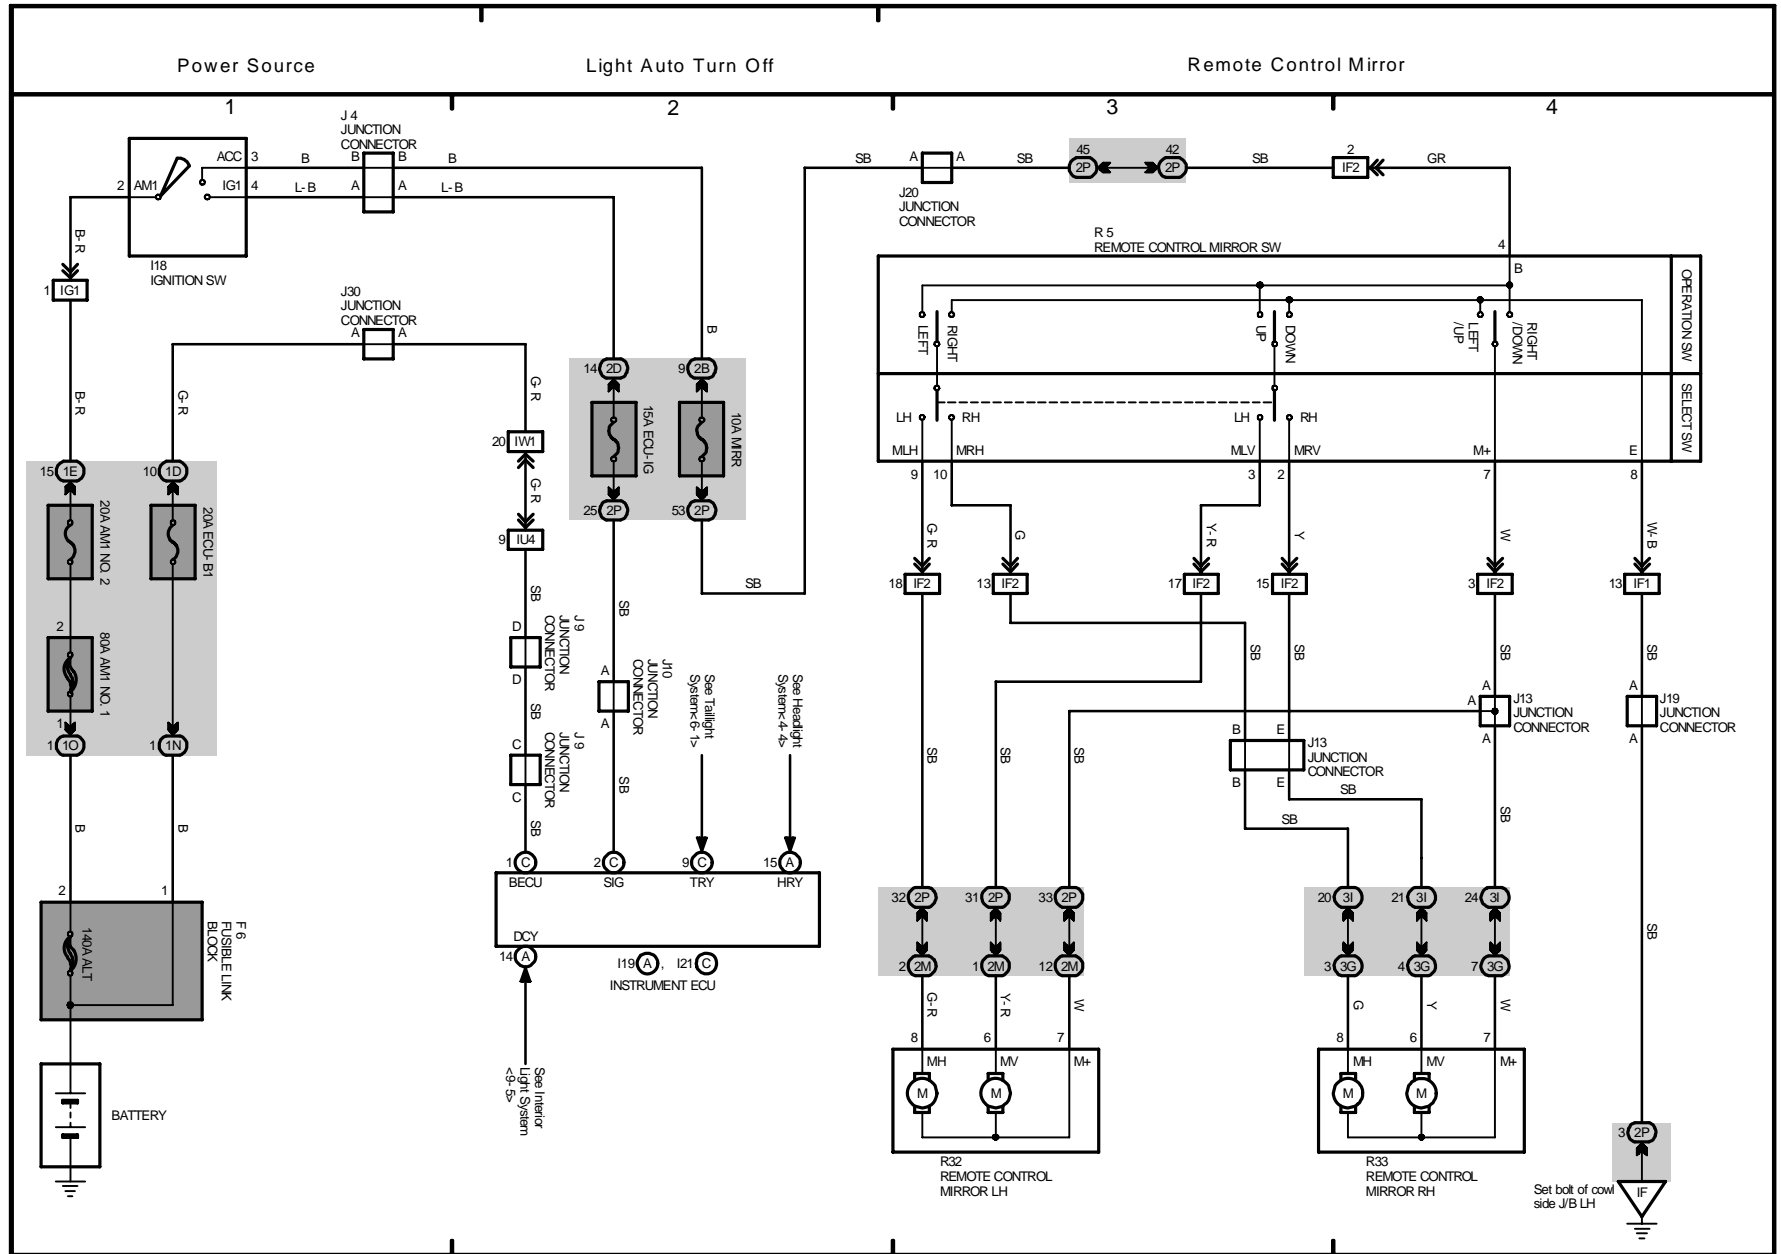 Power Source
Light Auto Turn Off
Remote Control Mirror
1
2
3
4
J 4
JUNCTION
CONNECTOR
ACC
3
B
B
B
B
2
AM1
IG1
4
L- B
A
A
L- B
I18
IGNITION SW
B- R
1
IG1
J30
JUNCTION
CONNECTOR
A
A
B- R
G- R
G- R
B
SB
A
A
J20
JUNCTION
CONNECTOR
SB
45
2P
42
2P
SB
2
IF2
GR
R 5
REMOTE CONTROL MIRROR SW
4
B
OPERATION SW
SELECT SW
LEFT
RIGHT
UP
DOWN
LEFT
/UP
RIGHT
/DOWN
LH
RH
LH
RH
MLH
MRH
MLV
MRV
M+
E
9
10
3
2
7
8
14
2D
9
2B
15A ECU-IG
10A MIRR
25
2P
53
2P
20
IW1
G- R
9
IU4
15
1E
10
1D
20A AM1 NO. 2
20A ECU- B1
2
80A AM1 NO. 1
1
1
1O
1
1N
B
B
2
1
140A ALT
F 6
FUSIBLE LINK
BLOCK
BATTERY
SB
D
D
J 9
JUNCTION
CONNECTOR
SB
C
C
J 9
JUNCTION
CONNECTOR
SB
SB
A
A
J10
JUNCTION
CONNECTOR
SB
SB
See Taillight
System<6- 1>
See Headlight
System<4- 4>
1
C
2
C
9
C
15
A
BECU
SIG
TRY
HRY
DCY
14
A
I19
A
,
I21
C
INSTRUMENT ECU
See Interior
Light System
<9- 5>
G- R
G
Y- R
Y
W
W- B
18
IF2
13
IF2
17
IF2
15
IF2
3
IF2
13
IF1
SB
SB
SB
SB
A
A
A
J13
JUNCTION
CONNECTOR
A
A
J19
JUNCTION
CONNECTOR
B
E
B
E
J13
JUNCTION
CONNECTOR
SB
SB
SB
SB
SB
SB
SB
32
2P
31
2P
33
2P
2
2M
1
2M
12
2M
20
3I
21
3I
24
3I
3
3G
4
3G
7
3G
G- R
Y- R
W
G
Y
W
8
6
7
MH
MV
M+
M
M
R32
REMOTE CONTROL
MIRROR LH
8
6
7
MH
MV
M+
M
M
R33
REMOTE CONTROL
MIRROR RH
3
2P
Set bolt of cowl
side J/B LH
IF